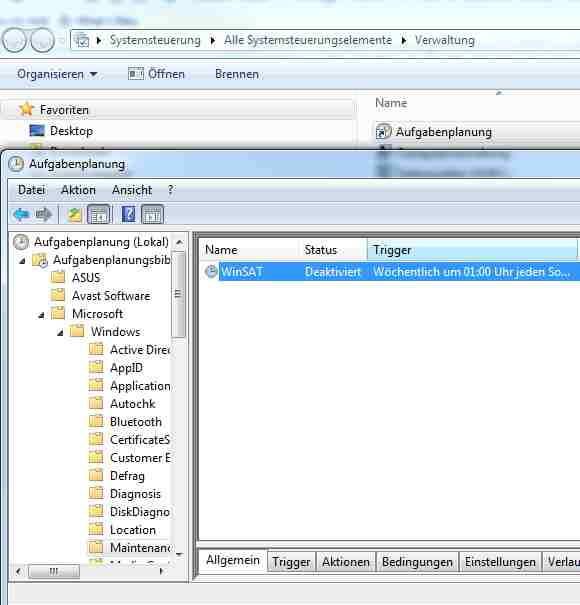 Systemsteuerung ▸ Alle Systemsteuerungselemente ▸ Verwaltung
Organisieren Öffnen Brennen
Favoriten
Desktop
Name
Aufgabenplanung
Aufgabenplanung
Datei Aktion Ansicht ?
Aufgabenplanung (Lokal)
Aufgabenplanungsbib
ASUS
Avast Software
Microsoft
Windows
Active Direc
AppID
Application
Autochk
Bluetooth
CertificateS
Customer E
Defrag
Diagnosis
DiskDiagno
Location
Maintenanc
Name Status Trigger
WinSAT Deaktiviert Wöchentlich um 01:00 Uhr jeden So...
Allgemein Trigger Aktionen Bedingungen Einstellungen Verlau